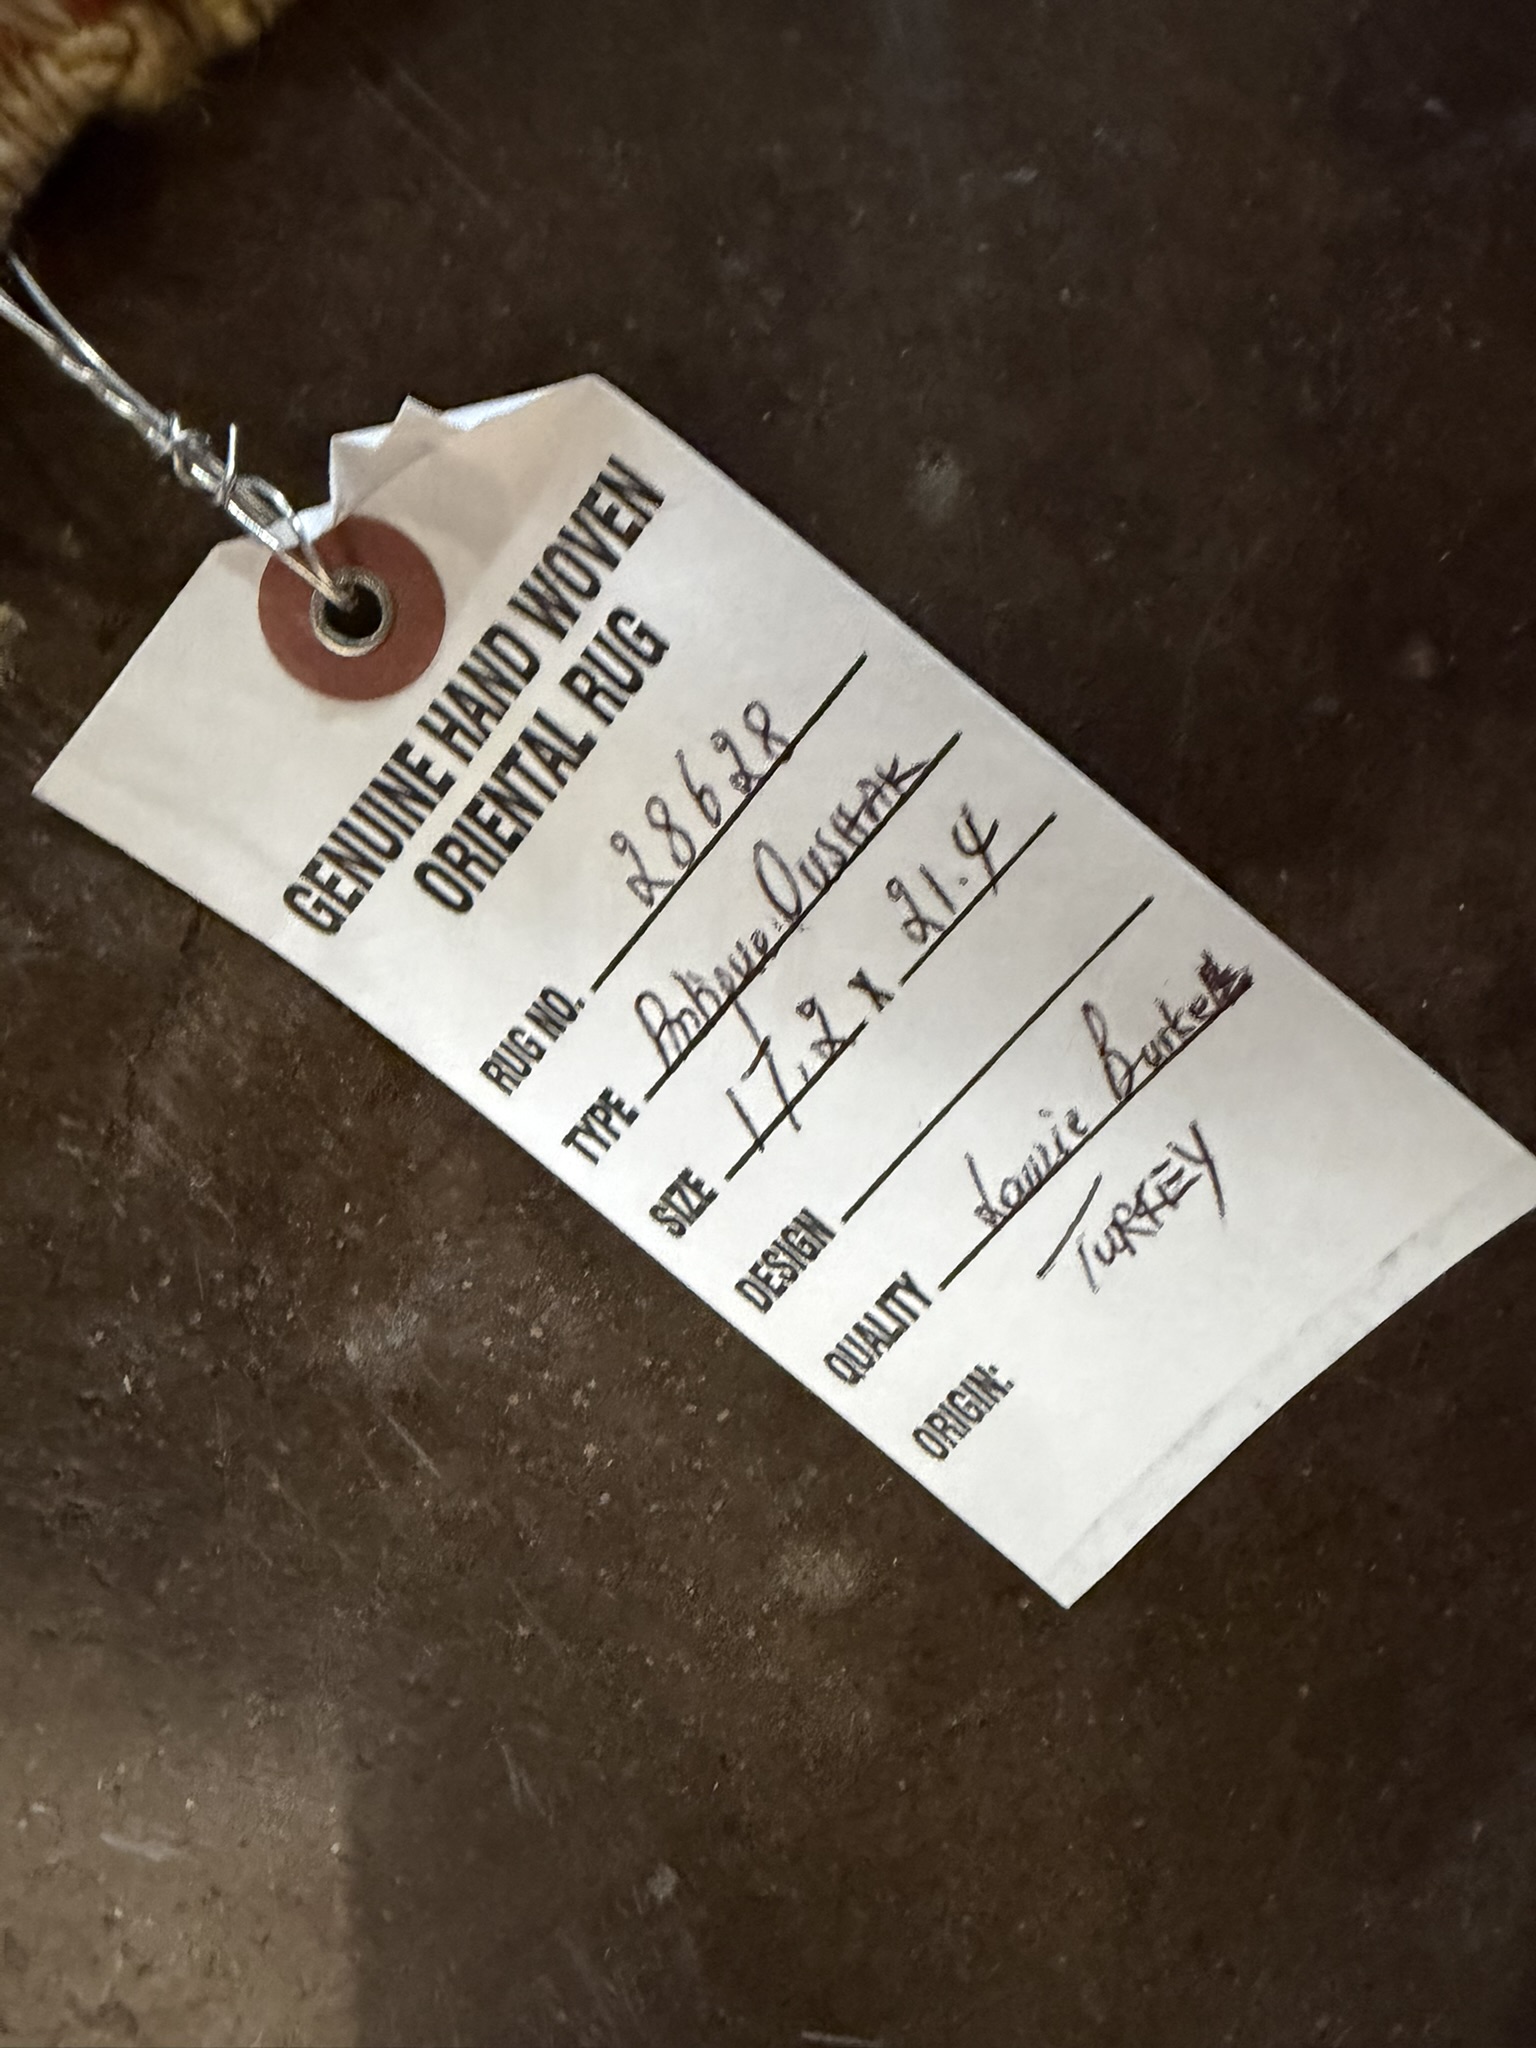 GENUINE HAND WOVEN
ORIENTAL RUG
RUG NO. 28628
TYPE OUSHAK
SIZE 17.2 X 21.4
DESIGN
QUALITY
ORIGIN: TURKEY